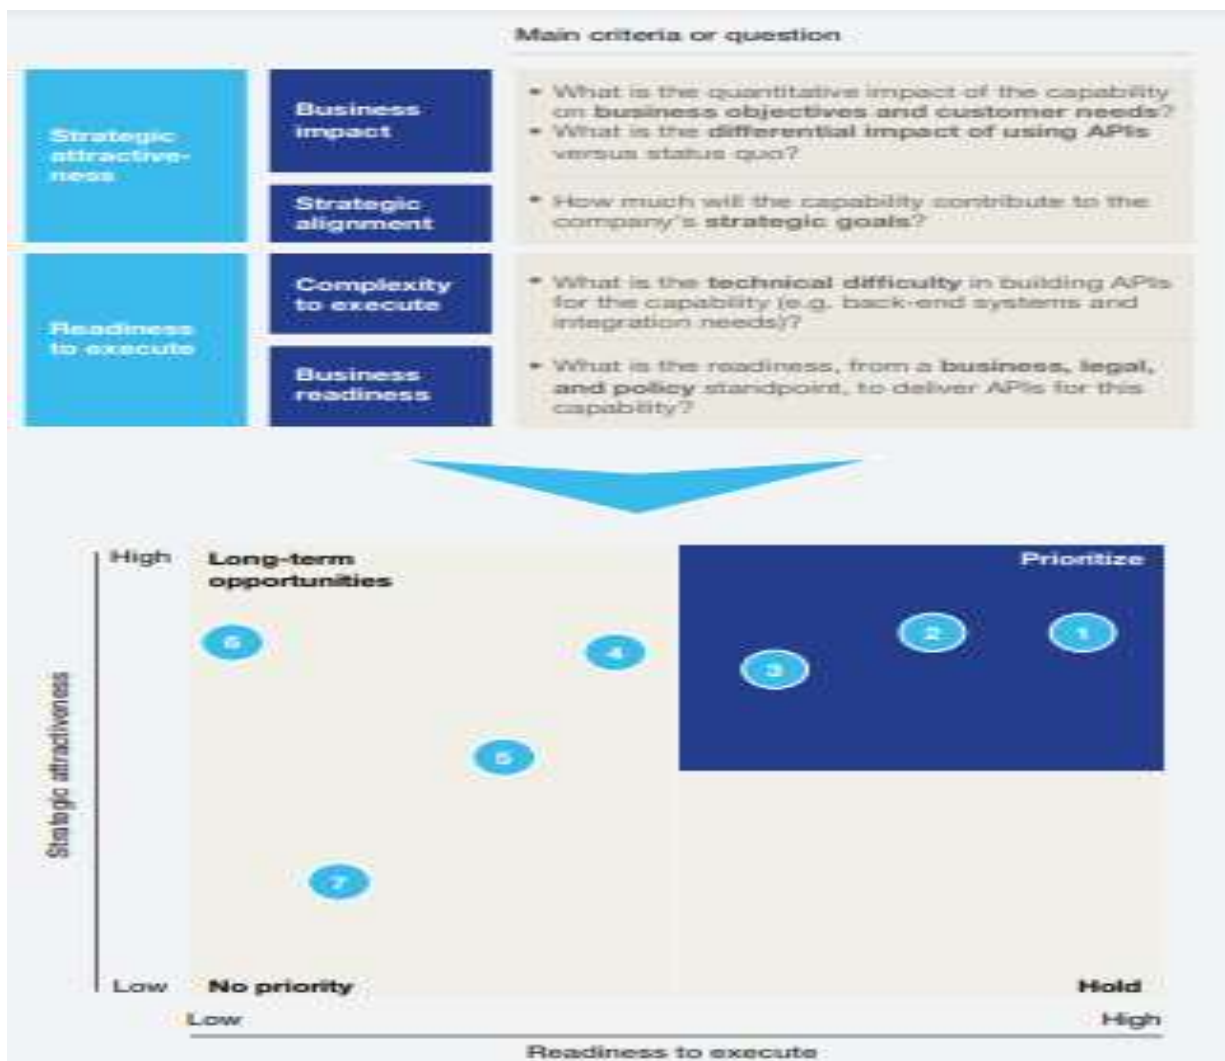 Main criteria or question
Strategic
attractive-
ness
Business
impact
• What is the quantitative impact of the capability
on business objectives and customer needs?
• What is the differential impact of using APIs
versus status quo?
Strategic
alignment
• How much will the capability contribute to the
company's strategic goals?
Readiness
to execute
Complexity
to execute
• What is the technical difficulty in building APIs
for the capability (e.g. back-end systems and
integration needs)?
Business
readiness
• What is the readiness, from a business, legal,
and policy standpoint, to deliver APIs for this
capability?
High
Long-term
opportunities
Prioritize
6
4
3
2
1
5
7
Strategic attractiveness
Low
No priority
Hold
Low
High
Readiness to execute